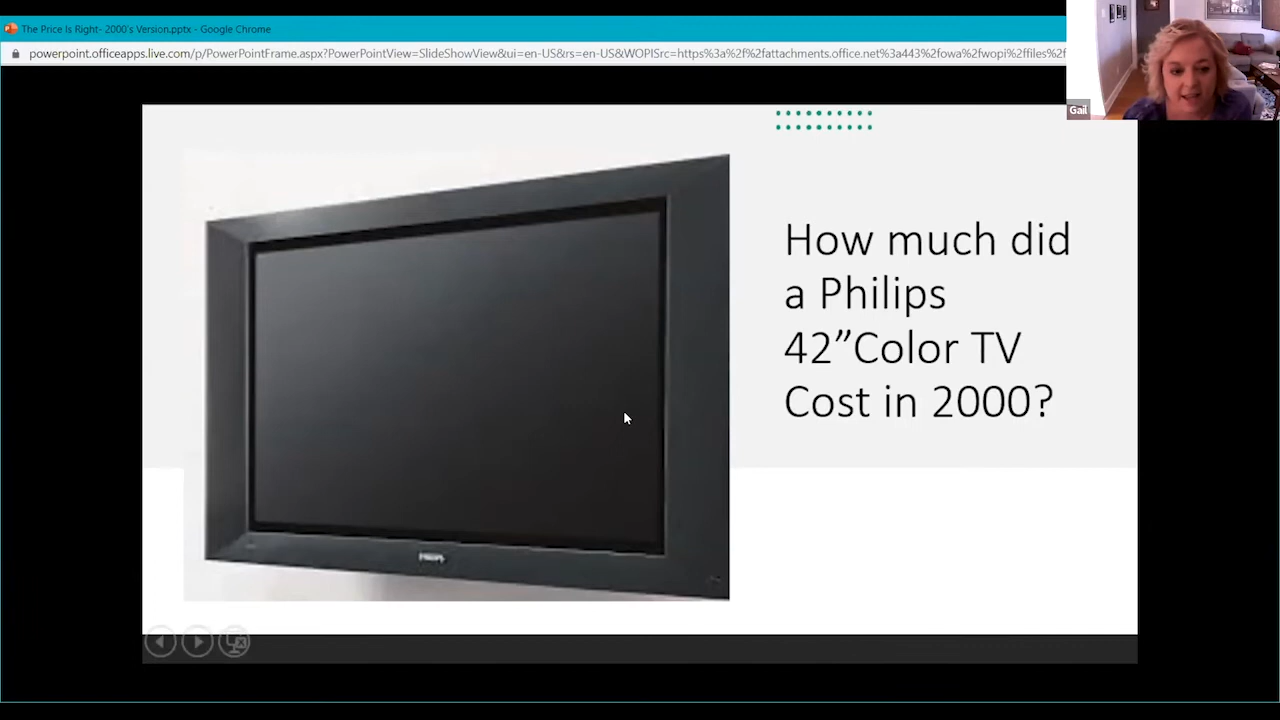 The Price Is Right- 2000's Version.pptx - Google Chrome
powerpoint.officeapps.live.com/p/PowerPointFrame.aspx?PowerPointView=SlideShowView&ui=en-US&rs=en-US&WOPISrc=https%3a%2f%2fattachments.office.net%3a443%2fowa%2fwopi%2ffiles%2f
Gail
How much did
a Philips
42”Color TV
Cost in 2000?
PHILIPS